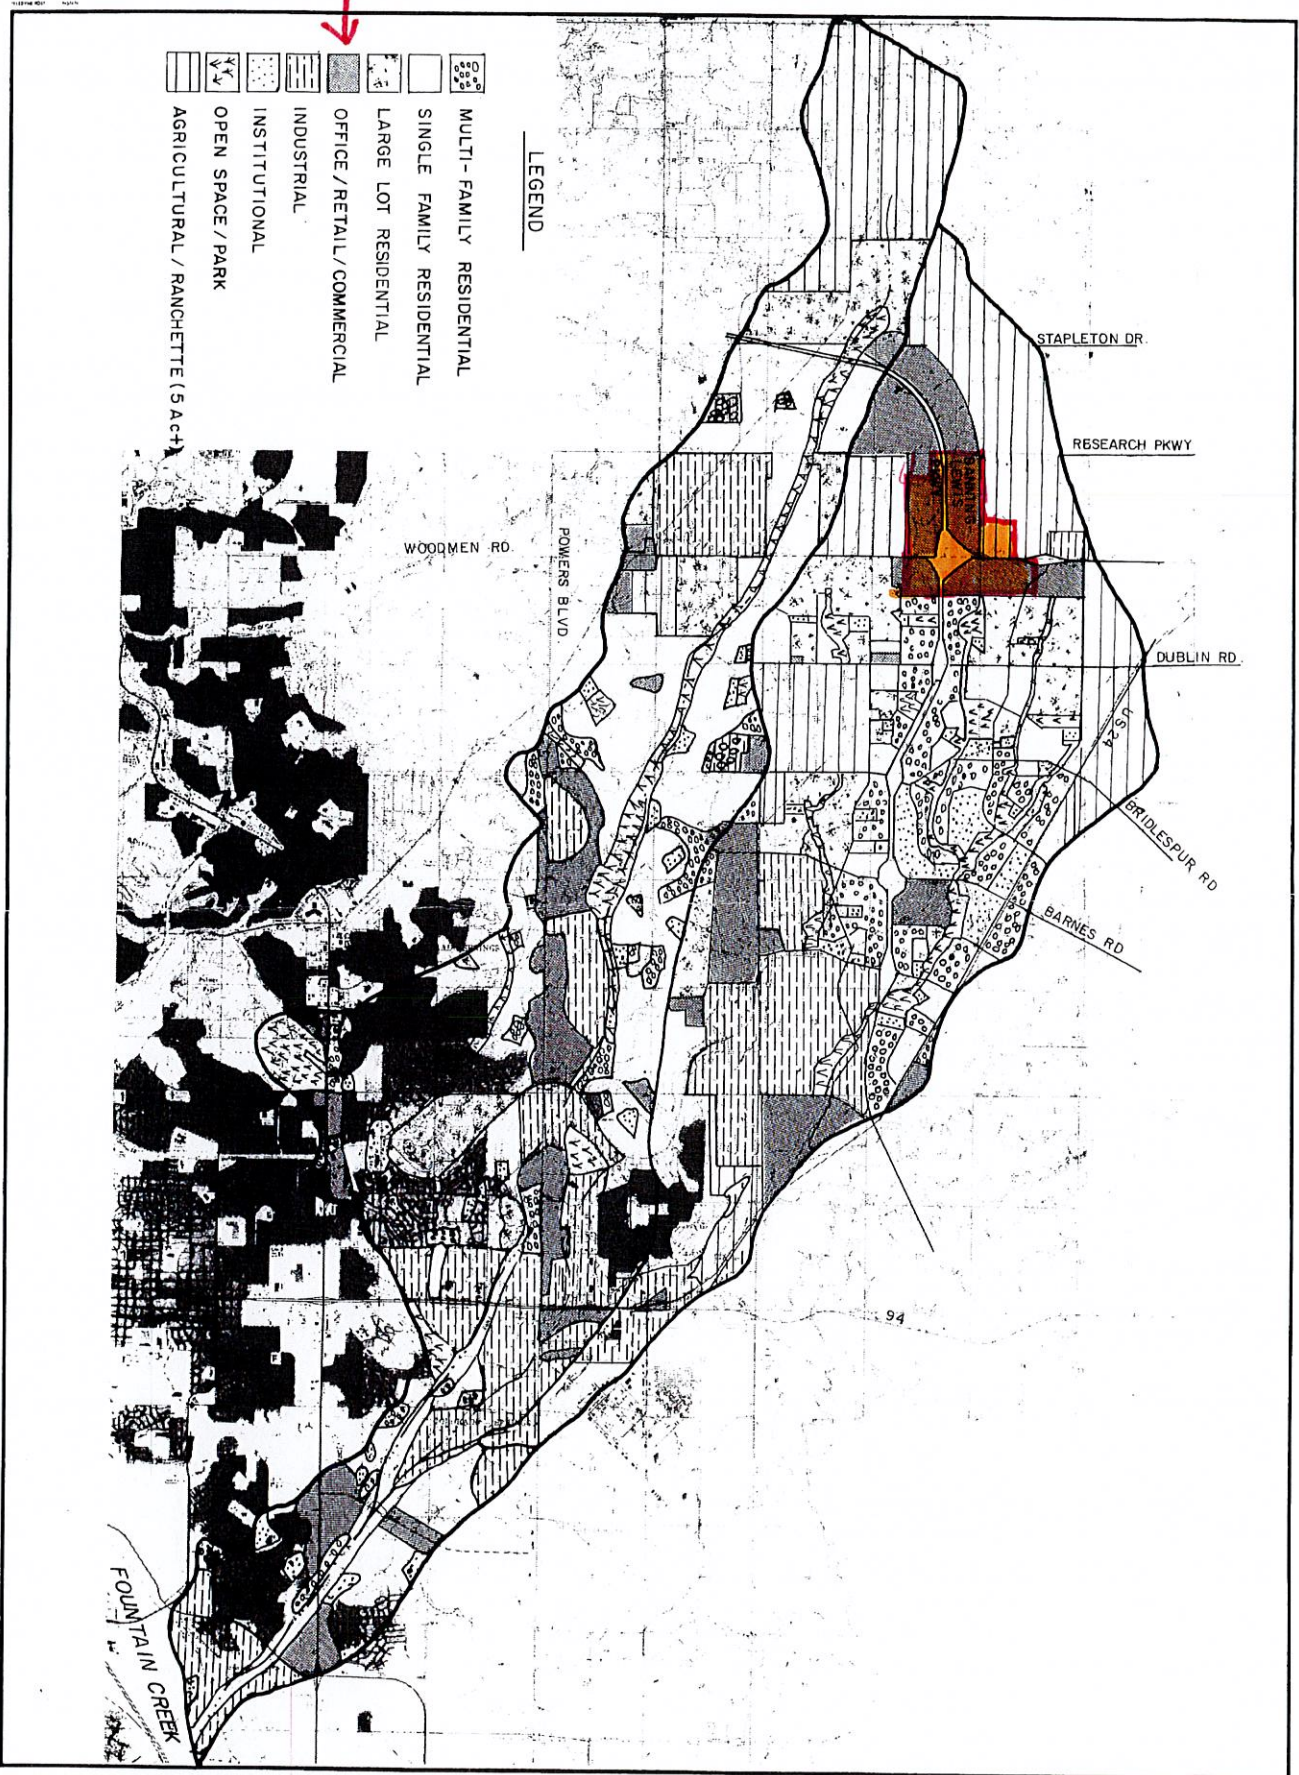 LEGEND
MULTI-FAMILY RESIDENTIAL
SINGLE FAMILY RESIDENTIAL
LARGE LOT RESIDENTIAL
OFFICE/RETAIL/COMMERCIAL
INDUSTRIAL
INSTITUTIONAL
OPEN SPACE/PARK
AGRICULTURAL/RANCHETTE (5 Ac+)
STAPLETON DR.
RESEARCH PKWY
BANNING
LEWIS
WOODMEN RD.
POWERS BLVD.
DUBLIN RD.
US 24
BRIDLESPUR RD
BARNES RD
94
FOUNTAIN CREEK